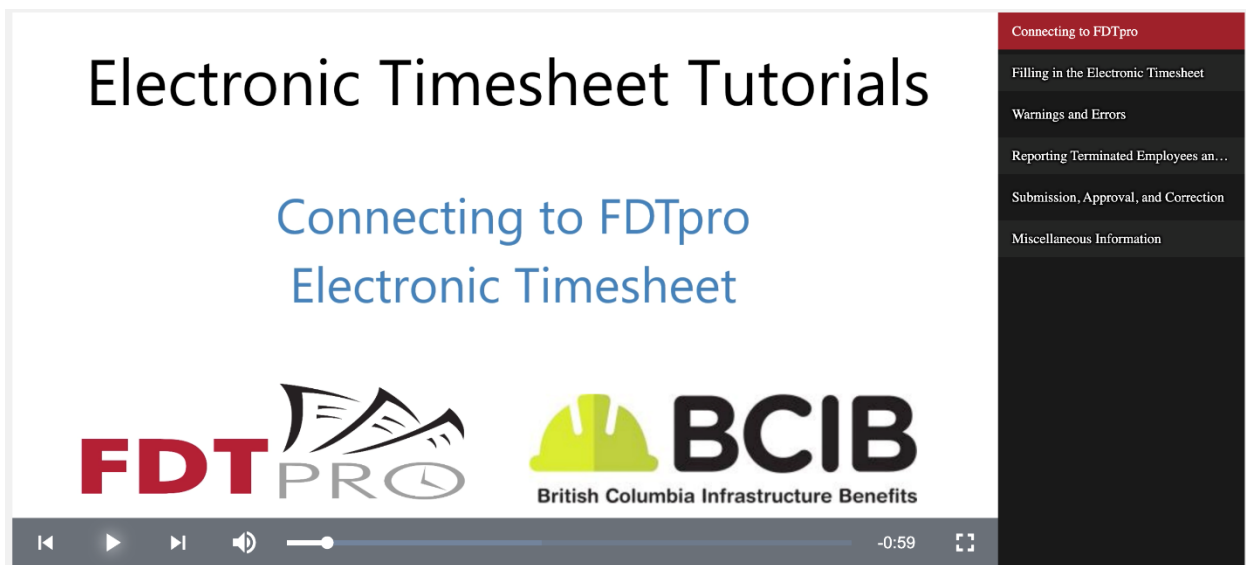 Electronic Timesheet Tutorials
Connecting to FDTpro
Electronic Timesheet
FDT PRO
BCIB
British Columbia Infrastructure Benefits
-0:59
Connecting to FDTpro
Filling in the Electronic Timesheet
Warnings and Errors
Reporting Terminated Employees an...
Submission, Approval, and Correction
Miscellaneous Information